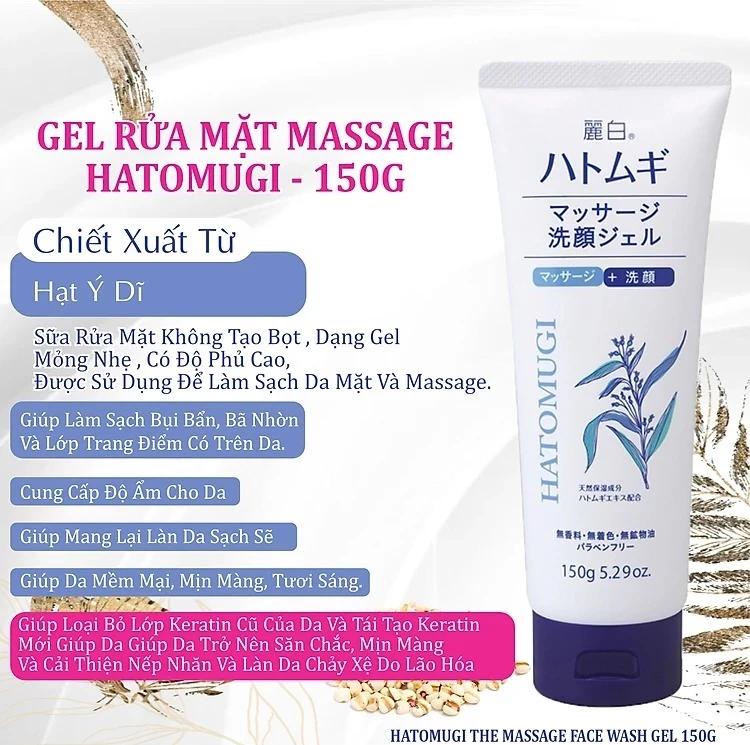 GEL RỬA MẶT MASSAGE
HATOMUGI - 150G
Chiết Xuất Từ
Hạt Ý Dĩ
Sữa Rửa Mặt Không Tạo Bọt , Dạng Gel
Mỏng Nhẹ , Có Độ Phủ Cao,
Được Sử Dụng Để Làm Sạch Da Mặt Và Massage.
Giúp Làm Sạch Bụi Bẩn, Bã Nhờn
Và Lớp Trang Điểm Có Trên Da.
Cung Cấp Độ Ẩm Cho Da
Giúp Mang Lại Làn Da Sạch Sẽ
Giúp Da Mềm Mại, Mịn Màng, Tươi Sáng.
Giúp Loại Bỏ Lớp Keratin Cũ Của Da Và Tái Tạo Keratin
Mới Giúp Da Giúp Da Trở Nên Săn Chắc, Mịn Màng
Và Cải Thiện Nếp Nhăn Và Làn Da Chảy Xệ Do Lão Hóa
麗白®
ハトムギ
マッサージ
洗顔ジェル
マッサージ + 洗顔
HATOMUGI
天然保湿成分
ハトムギエキス配合
無香料・無着色・無鉱物油
パラベンフリー
150g 5.29oz.
HATOMUGI THE MASSAGE FACE WASH GEL 150G